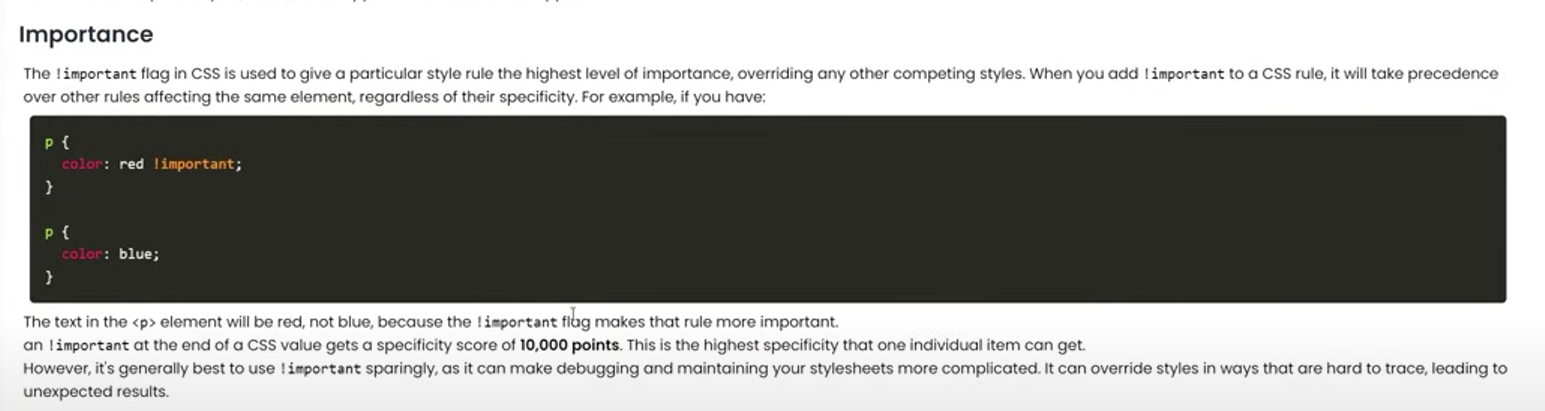 Importance
The !important flag in CSS is used to give a particular style rule the highest level of importance, overriding any other competing styles. When you add !important to a CSS rule, it will take precedence
over other rules affecting the same element, regardless of their specificity. For example, if you have:
p {
  color: red !important;
}
p {
  color: blue;
}
The text in the <p> element will be red, not blue, because the !important flag makes that rule more important.
an !important at the end of a CSS value gets a specificity score of 10,000 points. This is the highest specificity that one individual item can get.
However, it's generally best to use !important sparingly, as it can make debugging and maintaining your stylesheets more complicated. It can override styles in ways that are hard to trace, leading to
unexpected results.